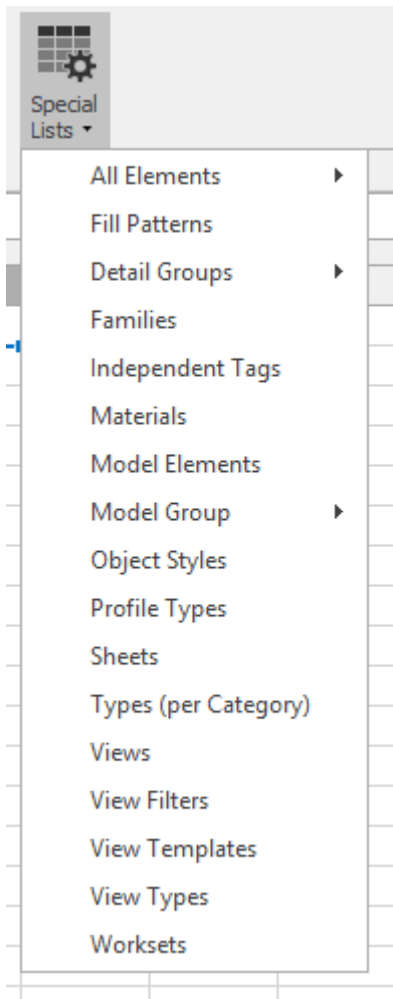 Special
Lists
All Elements
Fill Patterns
Detail Groups
Families
Independent Tags
Materials
Model Elements
Model Group
Object Styles
Profile Types
Sheets
Types (per Category)
Views
View Filters
View Templates
View Types
Worksets